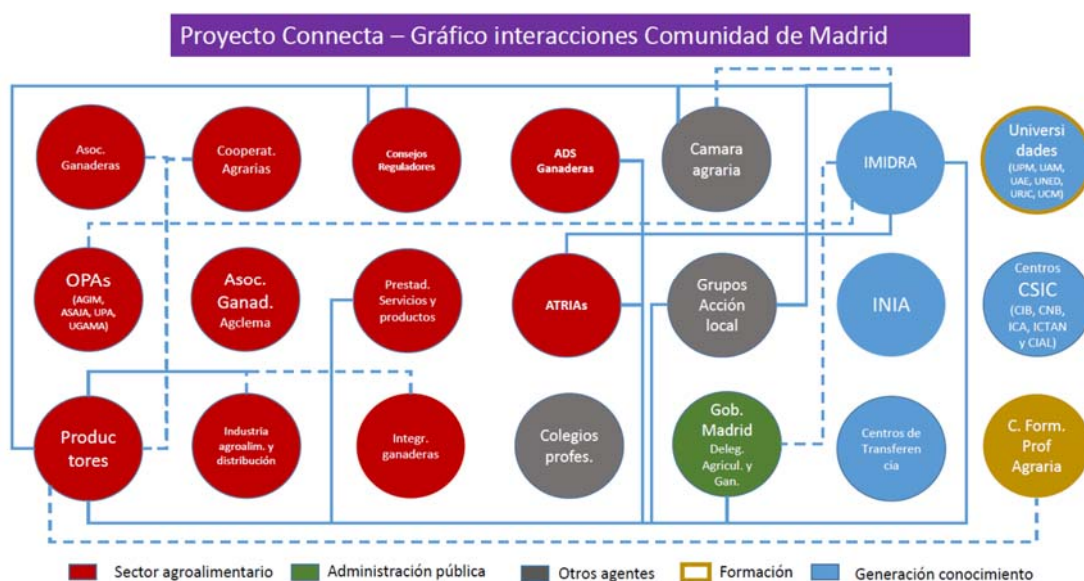 Proyecto Connecta – Gráfico interacciones Comunidad de Madrid
Asoc.
Ganaderas
Cooperat.
Agrarias
Consejos
Reguladores
ADS
Ganaderas
Camara
agraria
IMIDRA
Universi
dades
(UPM, UAM,
UAE, UNED,
URJC, UCM)
OPAs
(AGIM,
ASAJA, UPA,
UGAMA)
Asoc.
Ganad.
Agclema
Prestad.
Servicios y
productos
ATRIAs
Grupos
Acción
local
INIA
Centros
CSIC
(CIB, CNB,
ICA, ICTAN
y CIAL)
Produc
tores
Industria
agroalim. y
distribución
Integr.
ganaderas
Colegios
profes.
Gob.
Madrid
Deleg.
Agricul. y
Gan.
Centros de
Transferen
cia
C. Form.
Prof
Agraria
Sector agroalimentario
Administración pública
Otros agentes
Formación
Generación conocimiento